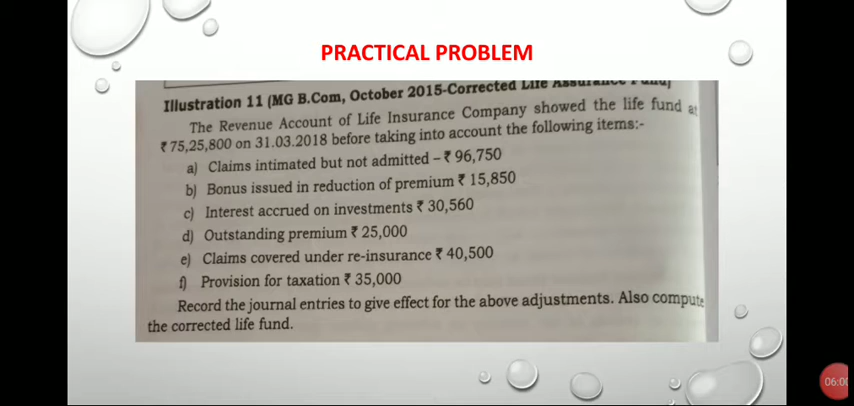 PRACTICAL PROBLEM
Illustration 11 (MG B.Com, October 2015-Corrected Life Assurance Fund)
The Revenue Account of Life Insurance Company showed the life fund at
₹ 75,25,800 on 31.03.2018 before taking into account the following items:-
a) Claims intimated but not admitted – ₹ 96,750
b) Bonus issued in reduction of premium ₹ 15,850
c) Interest accrued on investments ₹ 30,560
d) Outstanding premium ₹ 25,000
e) Claims covered under re-insurance ₹ 40,500
f) Provision for taxation ₹ 35,000
Record the journal entries to give effect for the above adjustments. Also compute
the corrected life fund.
06:00